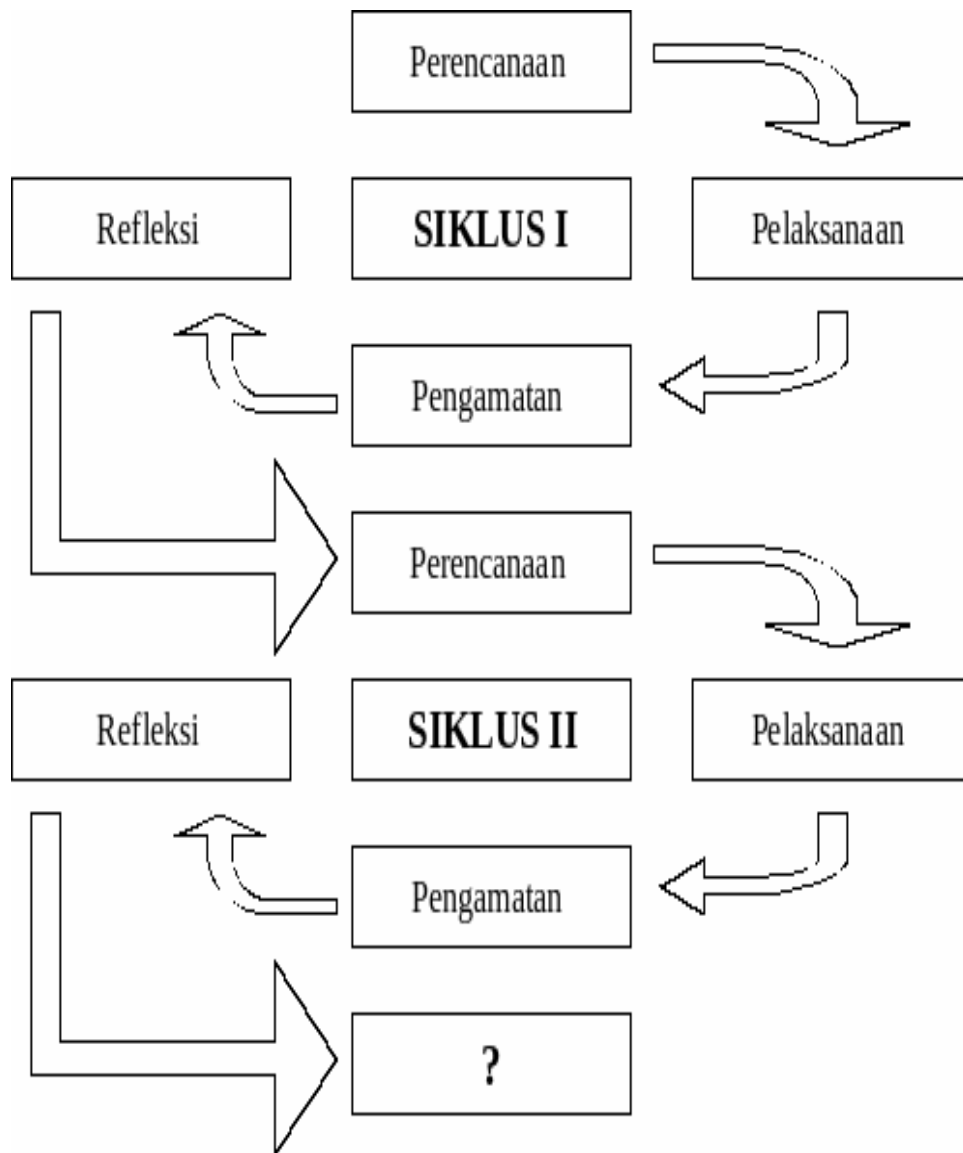 Perencanaan
Refleksi
SIKLUS I
Pelaksanaan
Pengamatan
Perencanaan
Refleksi
SIKLUS II
Pelaksanaan
Pengamatan
?